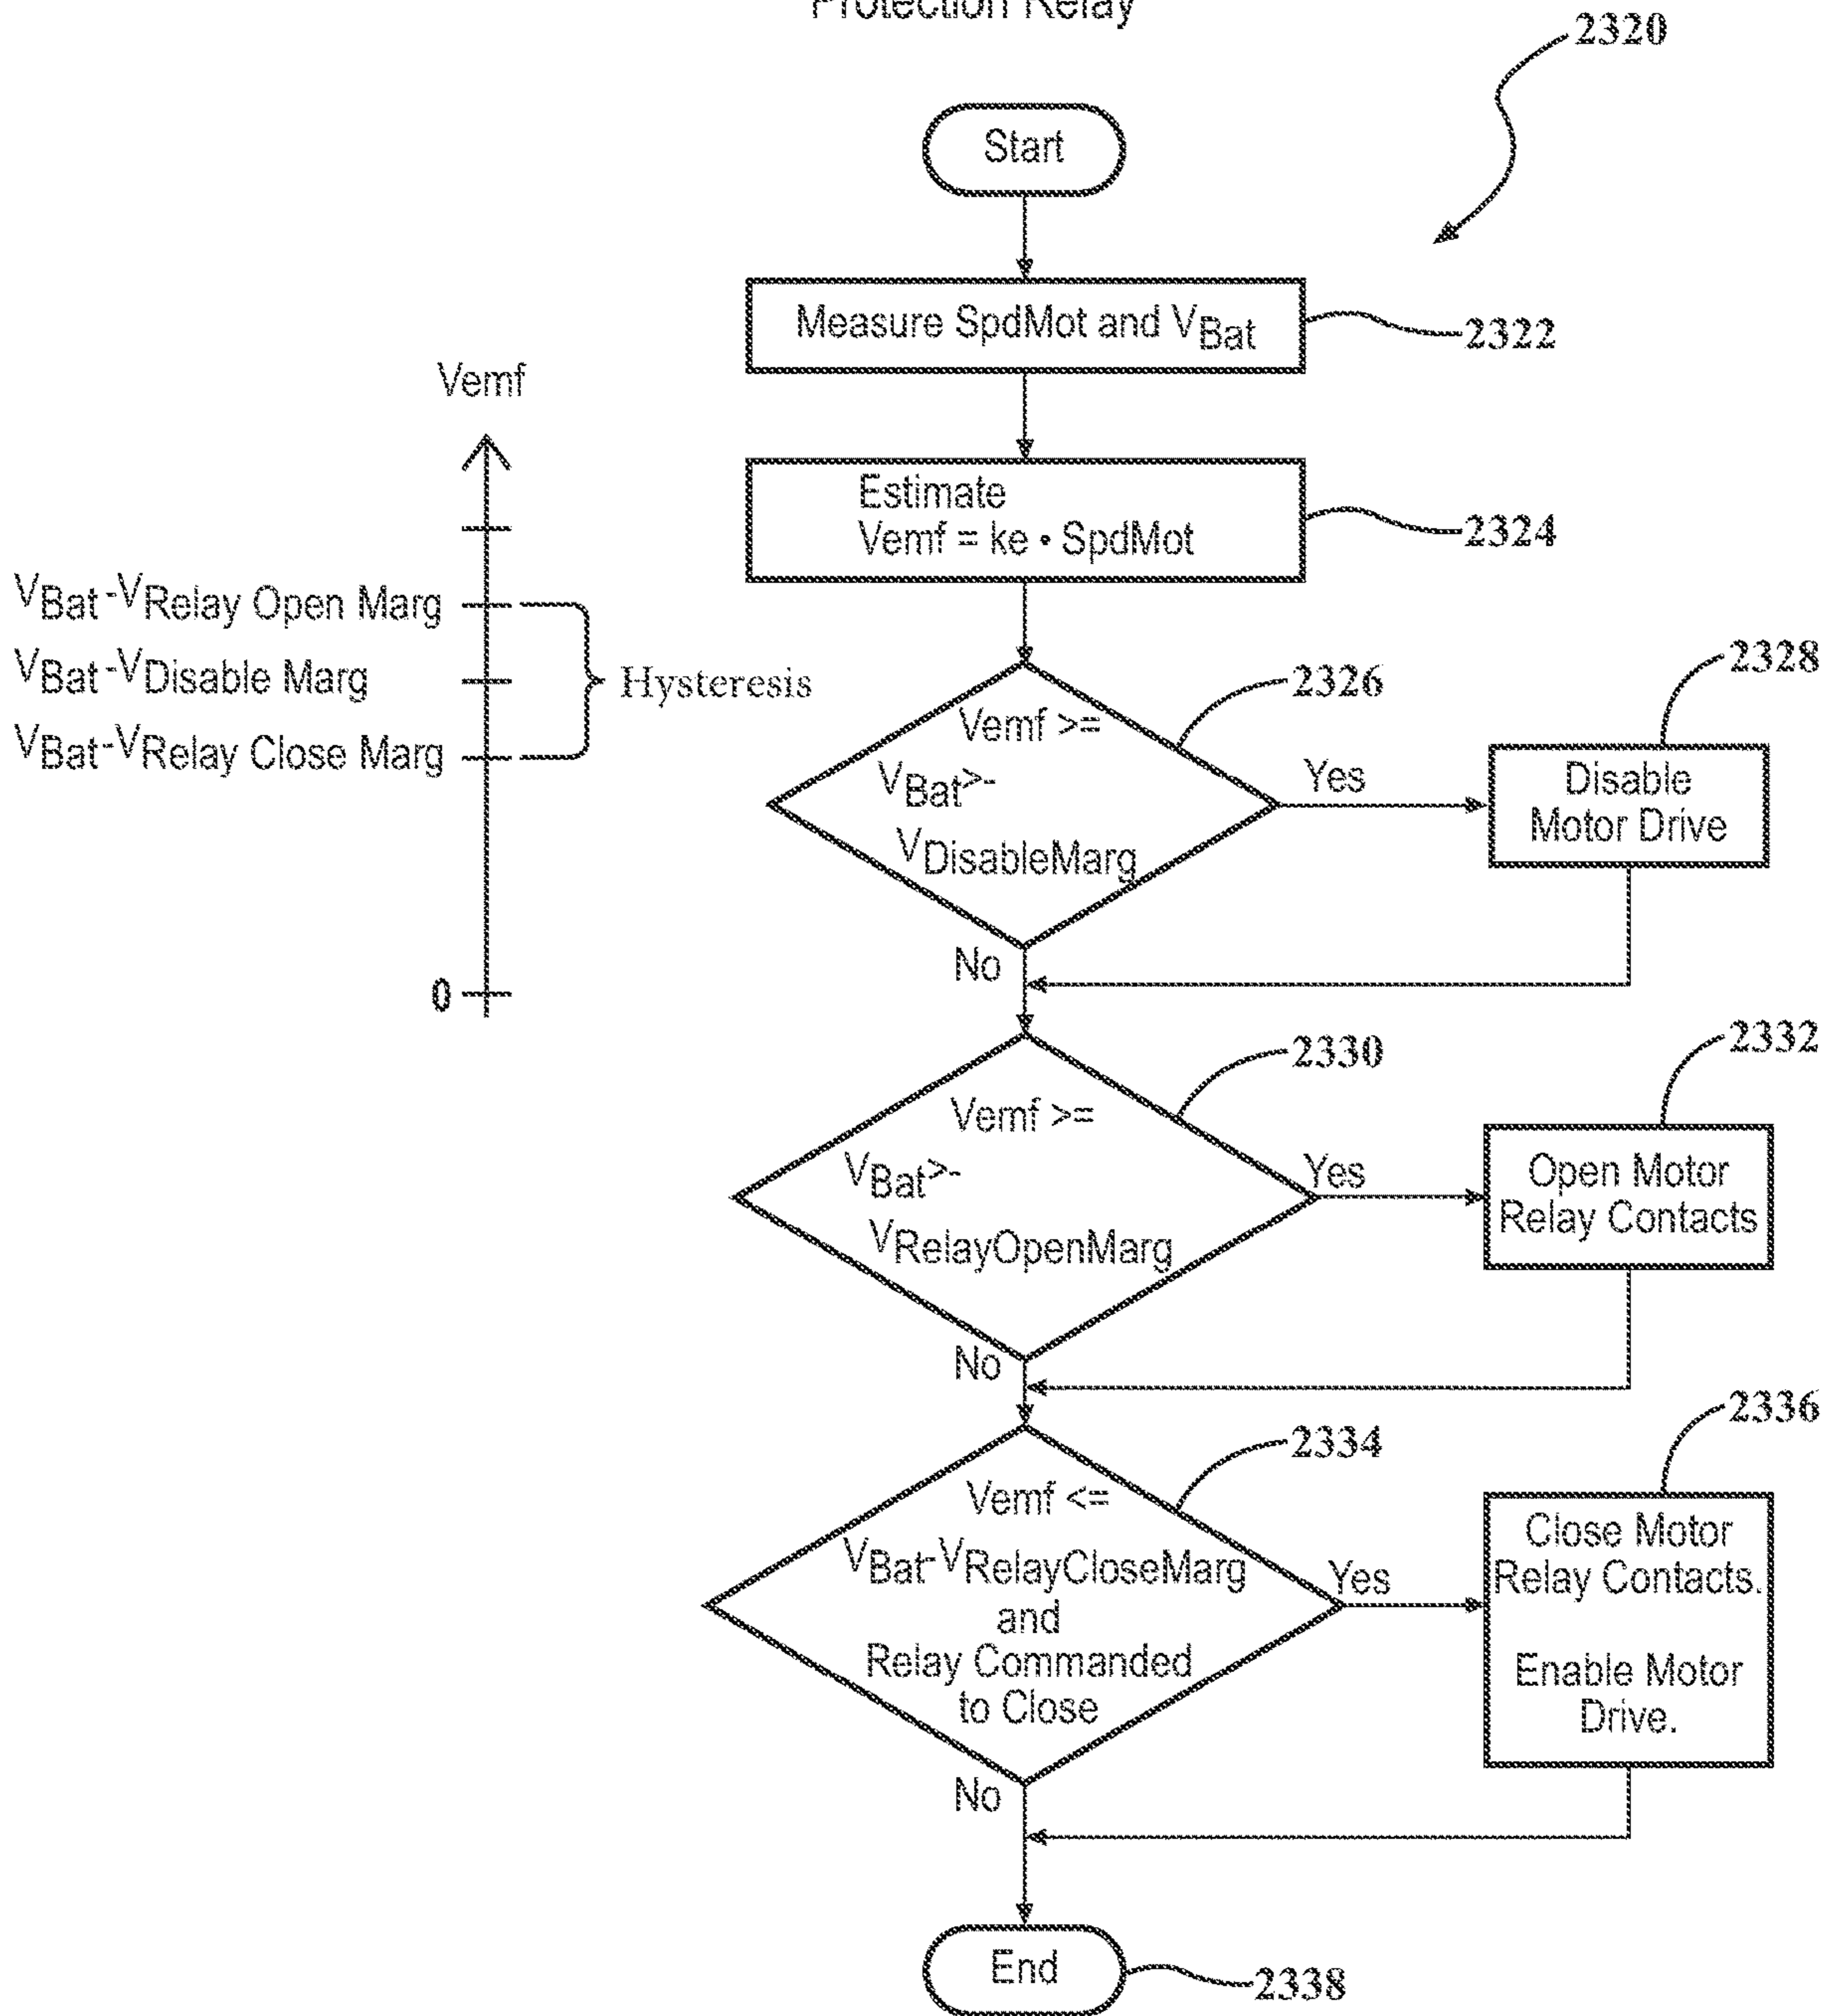 Protection Relay
2320
Start
Measure SpdMot and VBat
2322
Vemf
Estimate
Vemf = ke • SpdMot
2324
VBat-VRelay Open Marg
VBat-VDisable Marg
VBat-VRelay Close Marg
Hysteresis
0
2326
Vemf >=
VBat>-
VDisableMarg
Yes
2328
Disable
Motor Drive
No
2330
Vemf >=
VBat>-
VRelayOpenMarg
Yes
2332
Open Motor
Relay Contacts
No
2334
Vemf <=
VBat-VRelayCloseMarg
and
Relay Commanded
to Close
Yes
2336
Close Motor
Relay Contacts.
Enable Motor
Drive.
No
End
2338